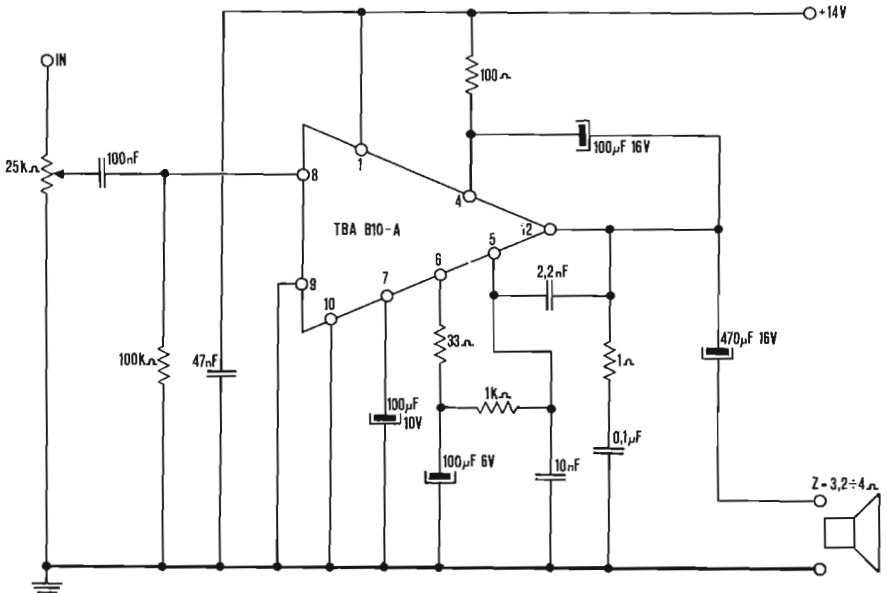 +14V
IN
100Ω
100µF 16V
25kΩ
100nF
8
1
4
TBA B10-A
12
5
6
9
7
10
2,2nF
33Ω
1Ω
470µF 16V
100kΩ
47nF
1kΩ
100µF
10V
0,1µF
100µF 6V
10nF
Z=3,2÷4Ω